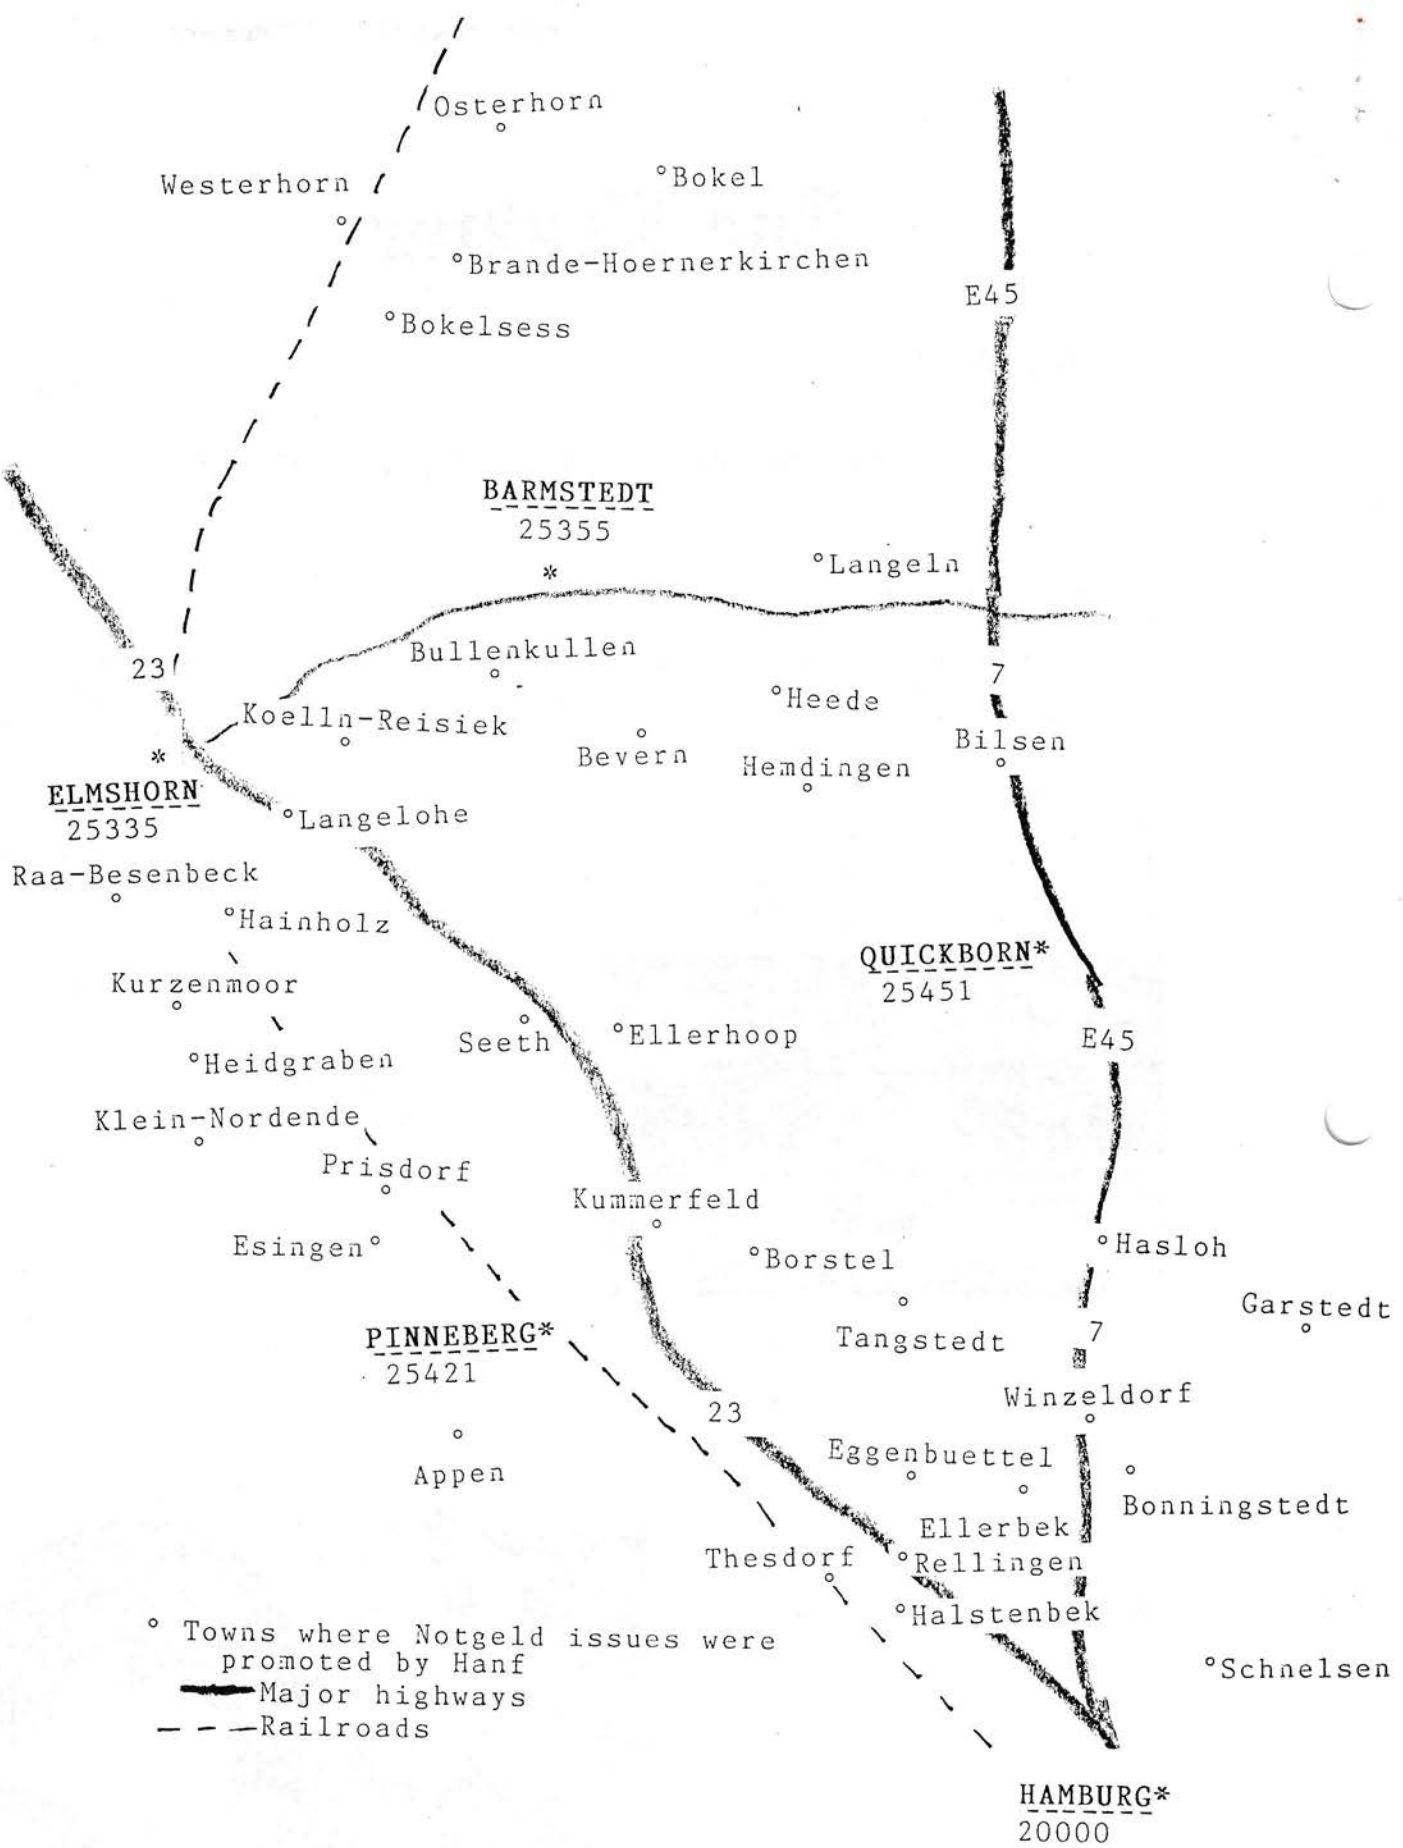 Osterhorn
Westerhorn
°Bokel
°Brande-Hoernerkirchen
E45
°Bokelsess
BARMSTEDT
25355
*
°Langeln
Bullenkullen
23
7
°Heede
Koelln-Reisiek
Bilsen
Bevern
*
Hemdingen
ELMSHORN
25335
°Langelohe
Raa-Besenbeck
°Hainholz
QUICKBORN*
25451
Kurzenmoor
Seeth
°Ellerhoop
E45
°Heidgraben
Klein-Nordende
Prisdorf
Kummerfeld
Esingen°
°Borstel
°Hasloh
Garstedt
PINNEBERG*
25421
Tangstedt
7
Winzeldorf
23
Eggenbuettel
Appen
Bonningstedt
Ellerbek
Thesdorf
°Rellingen
°Halstenbek
° Towns where Notgeld issues were
promoted by Hanf
Major highways
Railroads
°Schnelsen
HAMBURG*
20000